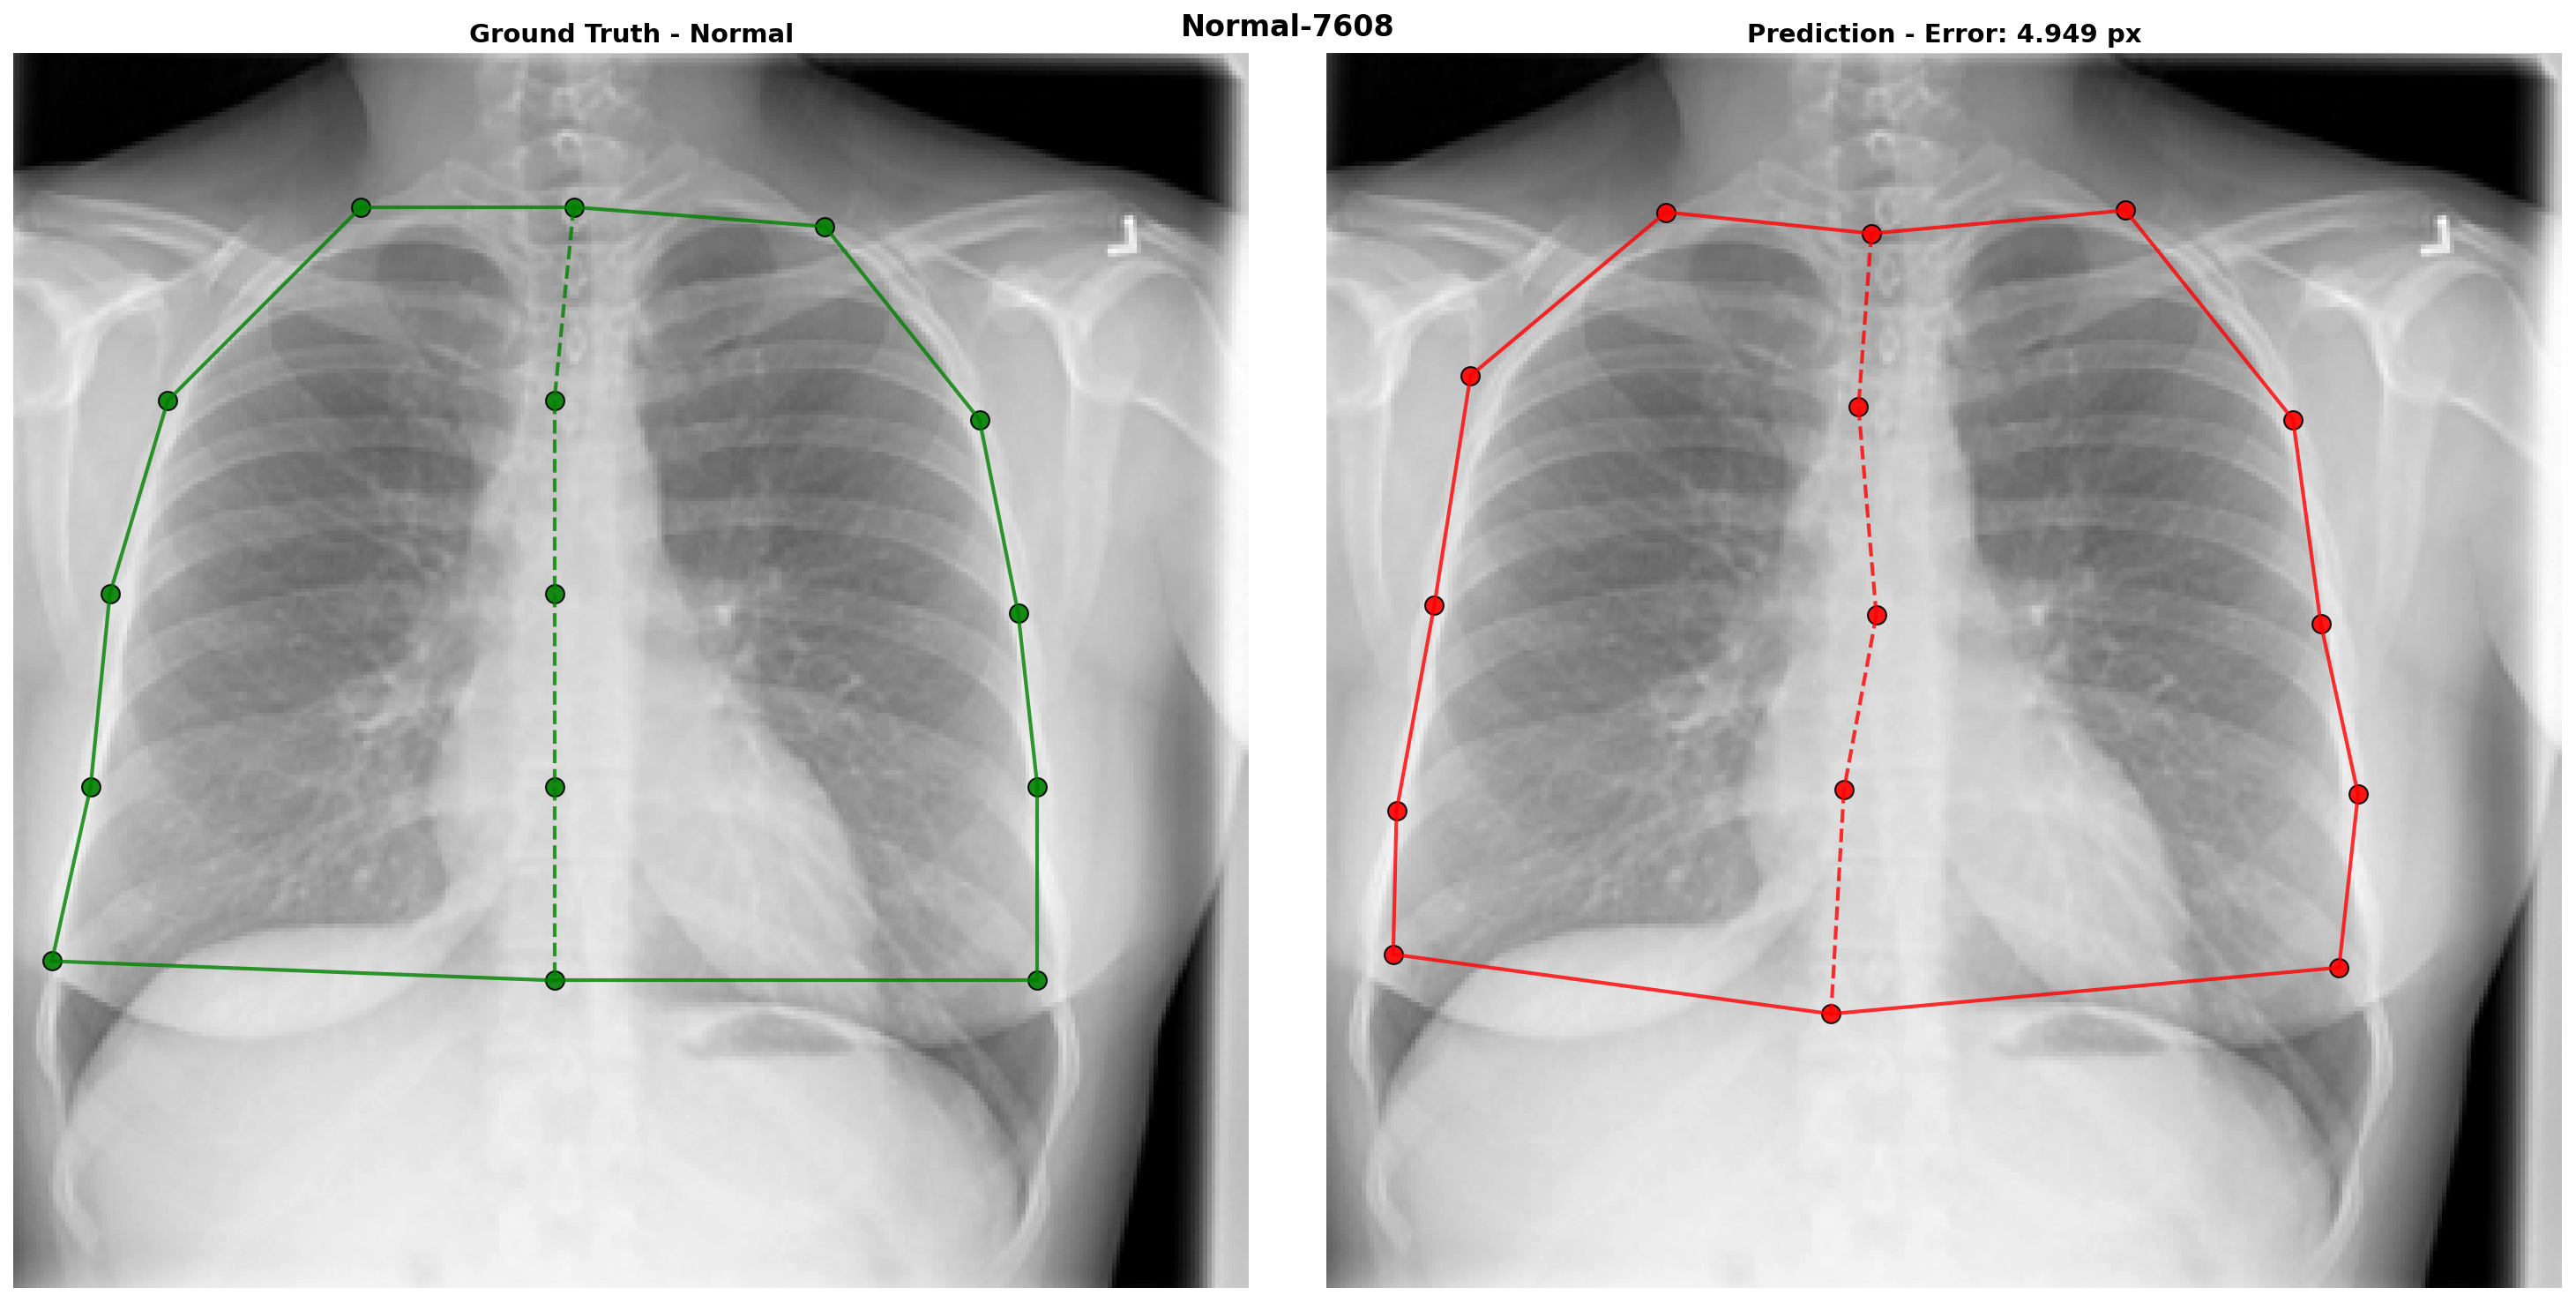 Normal-7608
Ground Truth - Normal
Prediction - Error: 4.949 px
L
L